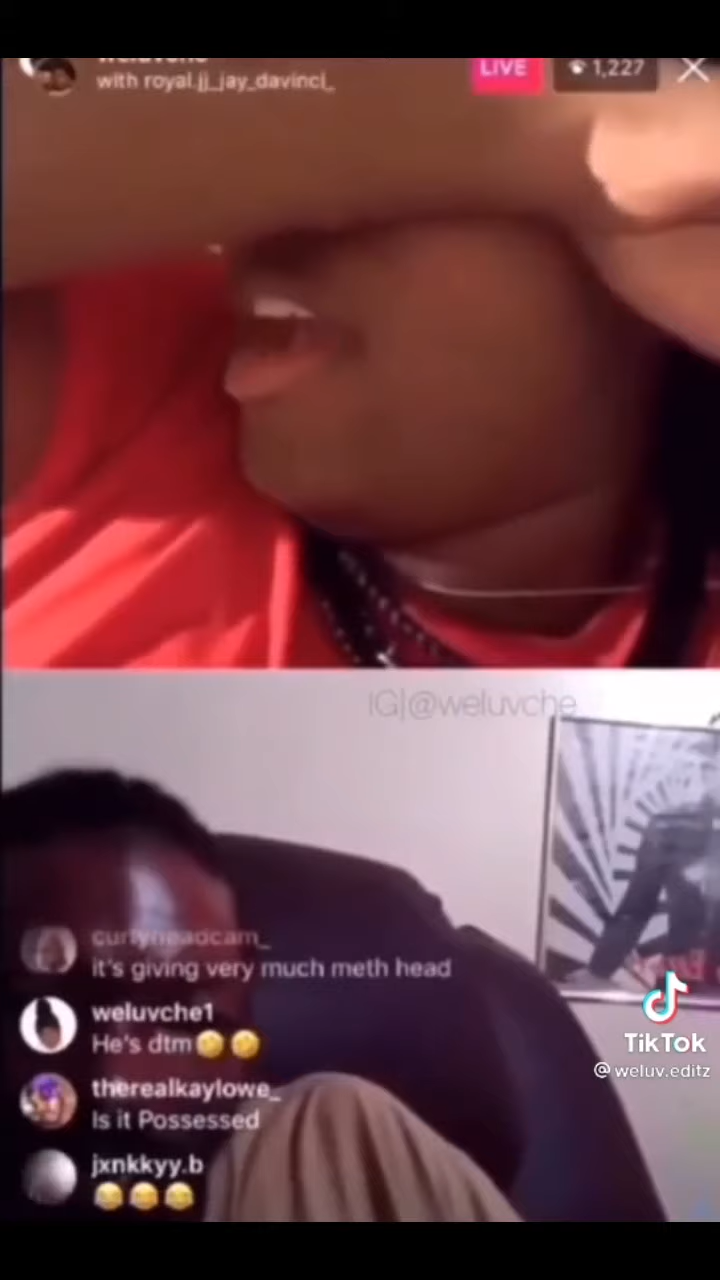 weluvche
with royal.jj_jay_davinci_
LIVE
1,227
IG|@weluvche
curlyheadcam_
it's giving very much meth head
weluvche1
He's dtm🤣🤣
therealkaylowe_
Is it Possessed
jxnkkyy.b
😂😂😂
TikTok
@weluv.editz